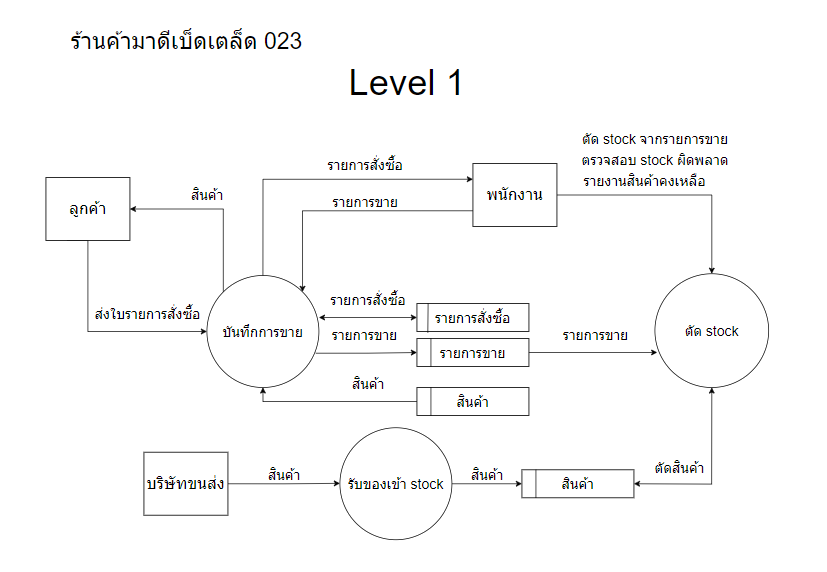 ร้านค้ามาดีเบ็ดเตล็ด 023
Level 1
ตัด stock จากรายการขาย
ตรวจสอบ stock ผิดพลาด
รายงานสินค้าคงเหลือ
รายการสั่งซื้อ
พนักงาน
สินค้า
ลูกค้า
รายการขาย
ส่งใบรายการสั่งซื้อ
รายการสั่งซื้อ
รายการสั่งซื้อ
บันทึกการขาย
รายการขาย
รายการขาย
รายการขาย
ตัด stock
สินค้า
สินค้า
บริษัทขนส่ง
สินค้า
รับของเข้า stock
สินค้า
สินค้า
ตัดสินค้า